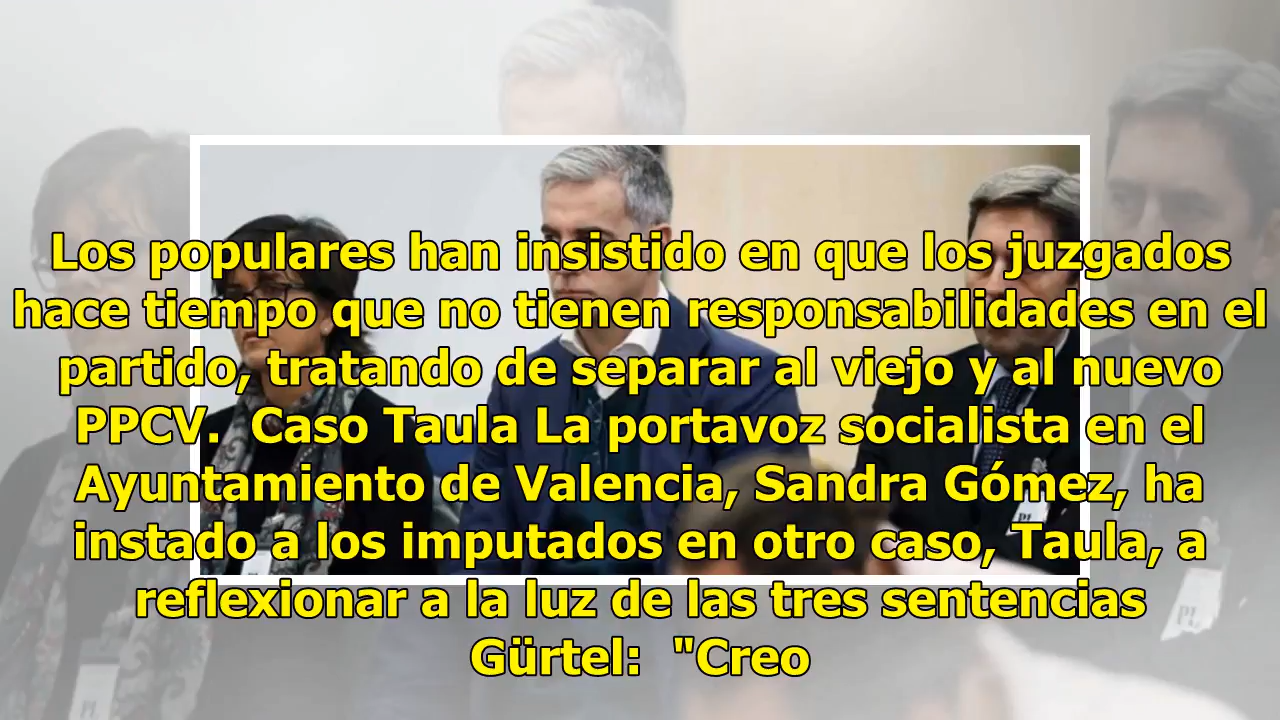 Los populares han insistido en que los juzgados
hace tiempo que no tienen responsabilidades en el
partido, tratando de separar al viejo y al nuevo
PPCV.  Caso Taula La portavoz socialista en el
Ayuntamiento de Valencia, Sandra Gómez, ha
instado a los imputados en otro caso, Taula, a
reflexionar a la luz de las tres sentencias
Gürtel:  "Creo